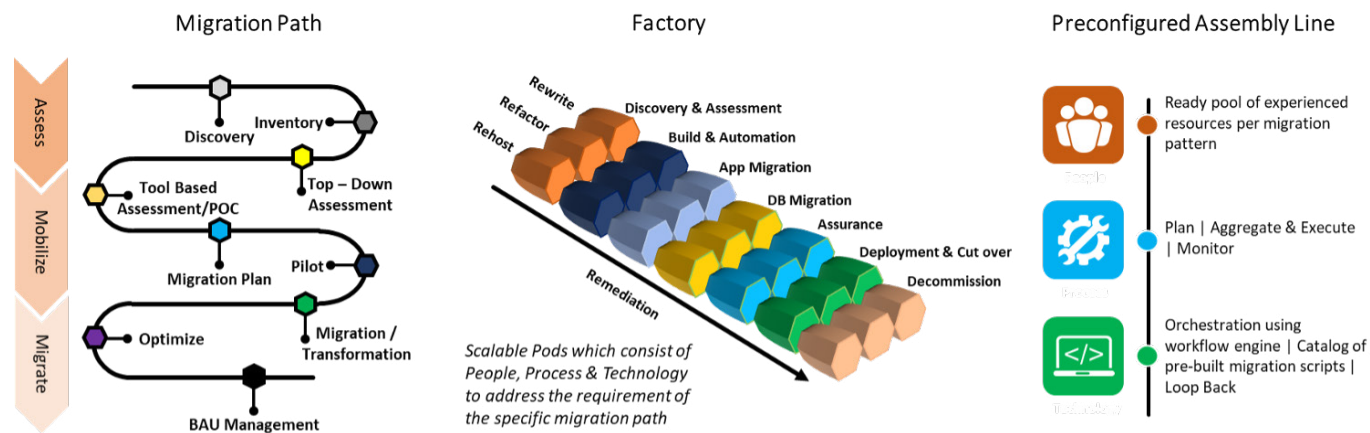 Migration Path
Factory
Preconfigured Assembly Line
Assess
Mobilize
Migrate
Discovery
Inventory
Top – Down
Assessment
Tool Based
Assessment/POC
Migration Plan
Pilot
Migration /
Transformation
Optimize
BAU Management
Rewrite
Refactor
Rehost
Discovery & Assessment
Build & Automation
App Migration
DB Migration
Assurance
Deployment & Cut over
Decommission
Remediation
Scalable Pods which consist of
People, Process & Technology
to address the requirement of
the specific migration path
Ready pool of experienced
resources per migration
pattern
Plan | Aggregate & Execute
| Monitor
Orchestration using
workflow engine | Catalog of
pre-built migration scripts |
Loop Back